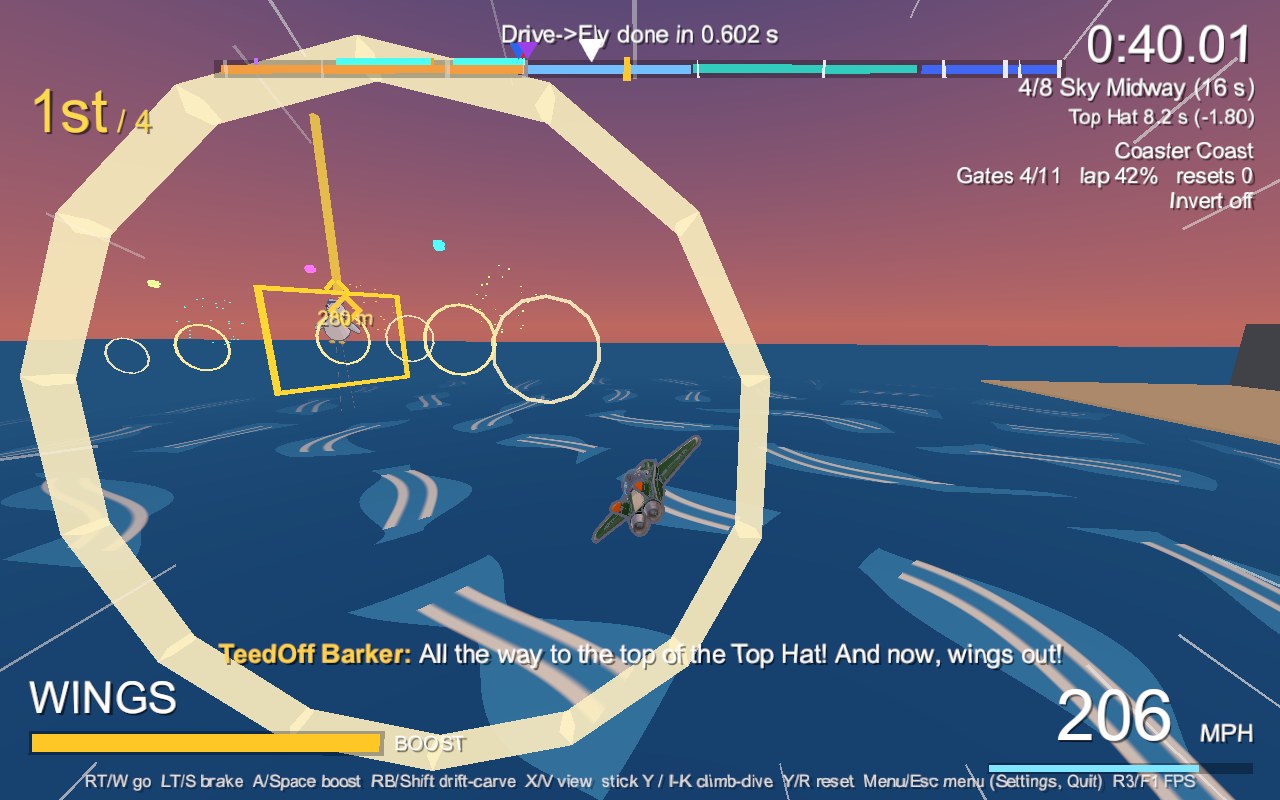 Drive->Fly done in 0.602 s
0:40.01
1st / 4
4/8 Sky Midway (16 s)
Top Hat 8.2 s (-1.80)
Coaster Coast
Gates 4/11 lap 42% resets 0
Invert off
280 m
TeedOff Barker: All the way to the top of the Top Hat! And now, wings out!
WINGS
BOOST
206 MPH
RT/W go LT/S brake A/Space boost RB/Shift drift-carve X/V view stick Y / I-K climb-dive Y/R reset Menu/Esc menu (Settings, Quit) R3/F1 FPS